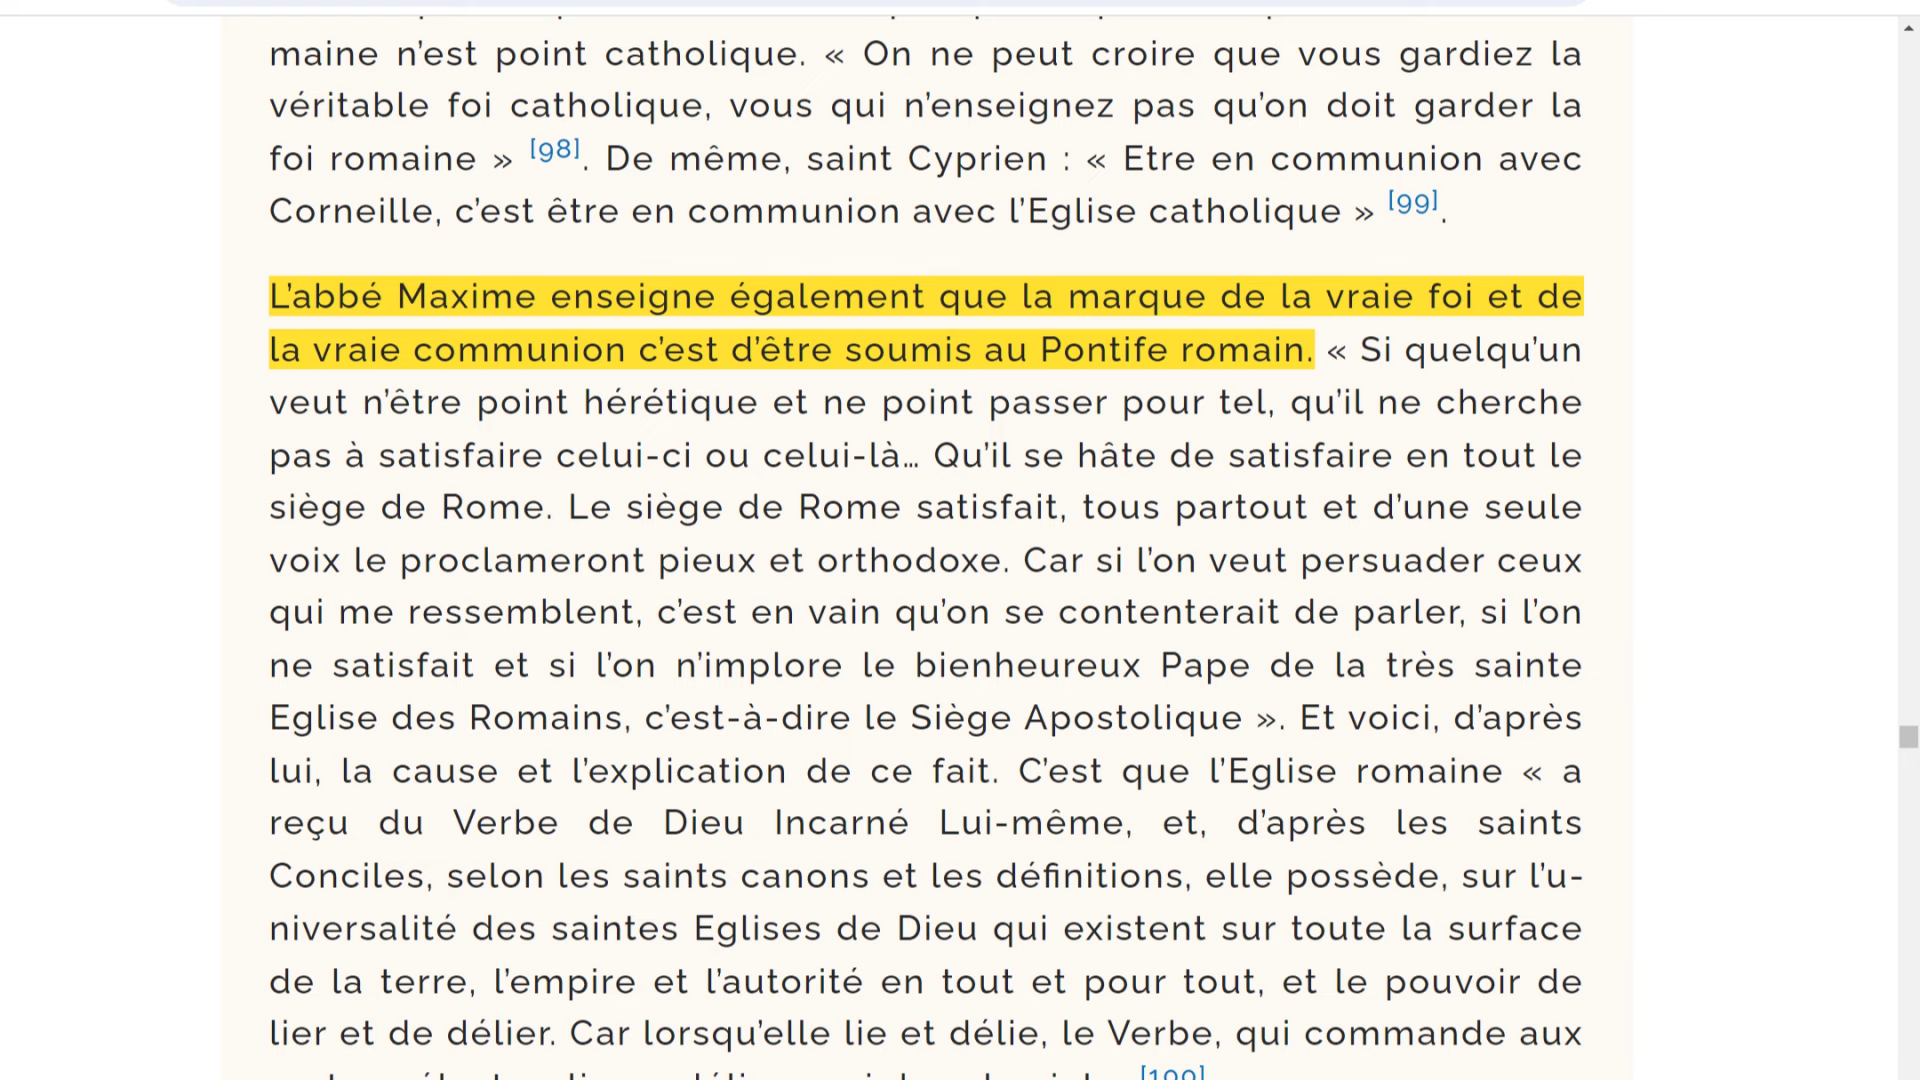 maine n'est point catholique. « On ne peut croire que vous gardiez la
véritable foi catholique, vous qui n'enseignez pas qu'on doit garder la
foi romaine » [98]. De même, saint Cyprien : « Etre en communion avec
Corneille, c'est être en communion avec l'Eglise catholique » [99].
L'abbé Maxime enseigne également que la marque de la vraie foi et de
la vraie communion c'est d'être soumis au Pontife romain. « Si quelqu'un
veut n'être point hérétique et ne point passer pour tel, qu'il ne cherche
pas à satisfaire celui-ci ou celui-là… Qu'il se hâte de satisfaire en tout le
siège de Rome. Le siège de Rome satisfait, tous partout et d'une seule
voix le proclameront pieux et orthodoxe. Car si l'on veut persuader ceux
qui me ressemblent, c'est en vain qu'on se contenterait de parler, si l'on
ne satisfait et si l'on n'implore le bienheureux Pape de la très sainte
Eglise des Romains, c'est-à-dire le Siège Apostolique ». Et voici, d'après
lui, la cause et l'explication de ce fait. C'est que l'Eglise romaine « a
reçu du Verbe de Dieu Incarné Lui-même, et, d'après les saints
Conciles, selon les saints canons et les définitions, elle possède, sur l'u-
niversalité des saintes Eglises de Dieu qui existent sur toute la surface
de la terre, l'empire et l'autorité en tout et pour tout, et le pouvoir de
lier et de délier. Car lorsqu'elle lie et délie, le Verbe, qui commande aux
[100]